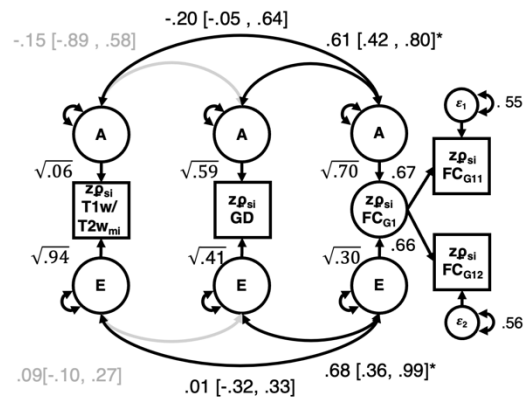 -.20 [-.05 , .64]
-.15 [-.89 , .58]
.61 [.42 , .80]*
A
A
A
ε1
.55
√.06
√.59
√.70
.67
zϱsi
T1w/
T2wmi
zϱsi
GD
zϱsi
FCG1
zϱsi
FCG11
zϱsi
FCG12
√.94
√.41
√.30
.66
E
E
E
ε2
.56
.09[-.10 , .27]
.01 [-.32 , .33]
.68 [.36, .99]*